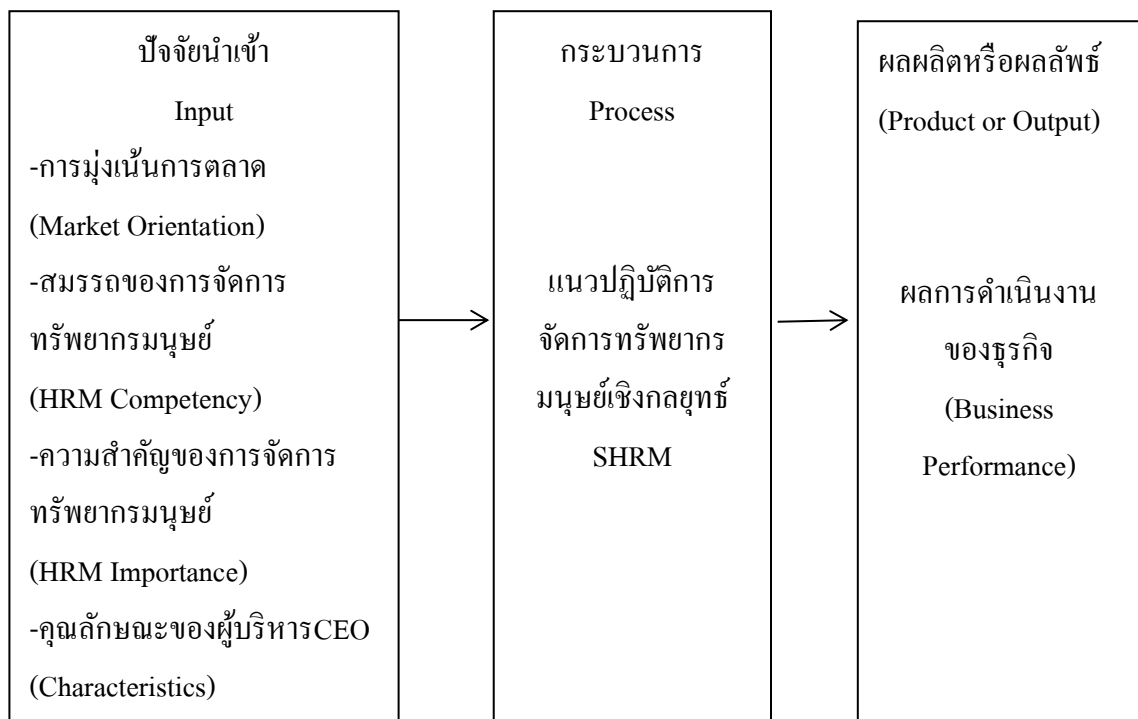 ปัจจัยนำเข้า
Input
-การมุ่งเน้นการตลาด
(Market Orientation)
-สมรรถของการจัดการ
ทรัพยากรมนุษย์
(HRM Competency)
-ความสำคัญของการจัดการ
ทรัพยากรมนุษย์
(HRM Importance)
-คุณลักษณะของผู้บริหารCEO
(Characteristics)
กระบวนการ
Process
แนวปฏิบัติการ
จัดการทรัพยากร
มนุษย์เชิงกลยุทธ์
SHRM
ผลผลิตหรือผลลัพธ์
(Product or Output)
ผลการดำเนินงาน
ของธุรกิจ
(Business
Performance)